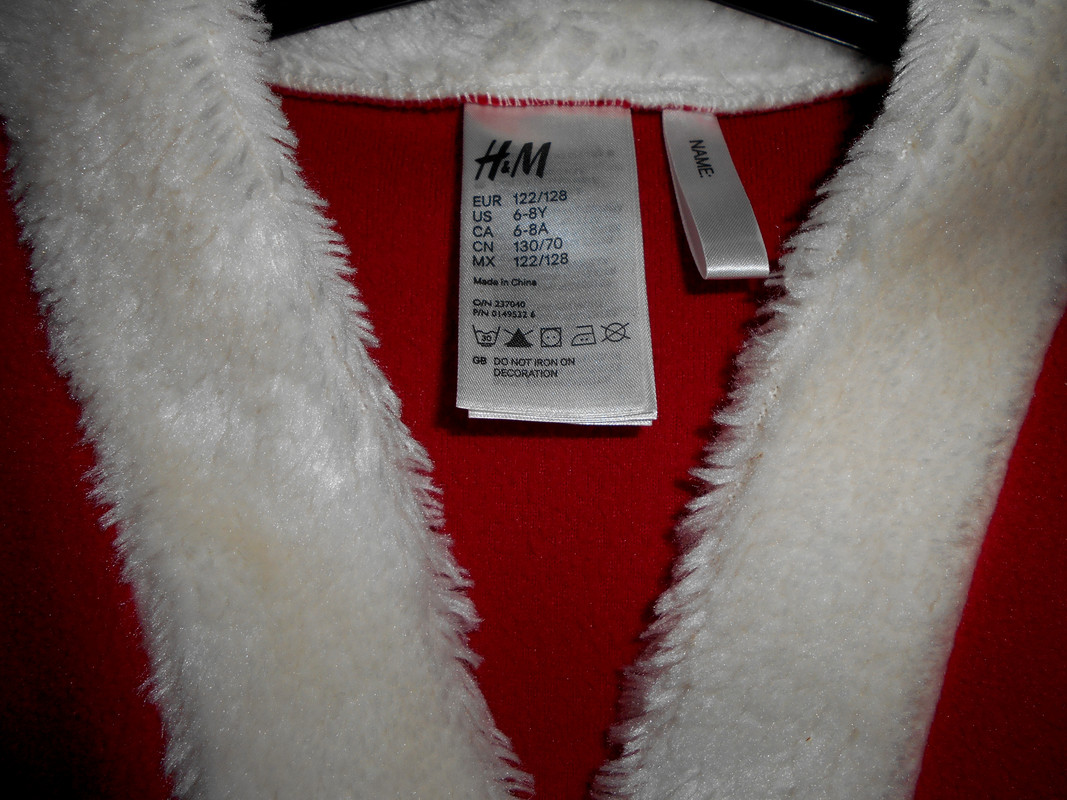 H&M
EUR 122/128
US 6-8Y
CA 6-8A
CN 130/70
MX 122/128
Made in China
O/N 237040
P/N 0149522 6
30
GB DO NOT IRON ON
DECORATION
NAME: